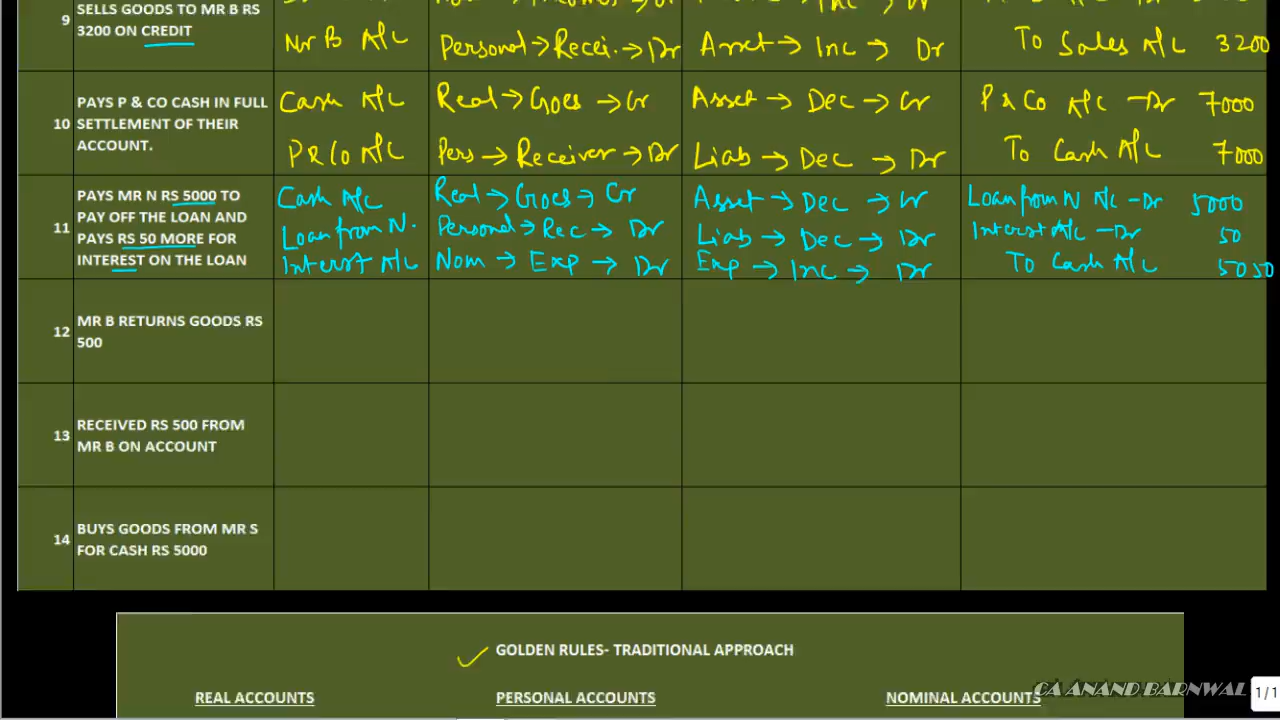 9
SELLS GOODS TO MR B RS
3200 ON CREDIT
Mr B A/C
Personal → Recei. → Dr
Asset → Inc → Dr
To Sales A/C 3200
10
PAYS P & CO CASH IN FULL
SETTLEMENT OF THEIR
ACCOUNT.
Cash A/C
P & Co A/C
Real → Goes → Cr
Pers → Receiver → Dr
Asset → Dec → Cr
Liab → Dec → Dr
P & Co A/C - Dr 7000
To Cash A/C 7000
11
PAYS MR N RS 5000 TO
PAY OFF THE LOAN AND
PAYS RS 50 MORE FOR
INTEREST ON THE LOAN
Cash A/C
Loan from N.
Interst A/C
Real → Goes → Cr
Personal → Rec → Dr
Nom → Exp → Dr
Asset → Dec → Cr
Liab → Dec → Dr
Exp → Inc → Dr
Loan from N A/C - Dr 5000
Interst A/C - Dr 50
To Cash A/C 5050
12
MR B RETURNS GOODS RS
500
13
RECEIVED RS 500 FROM
MR B ON ACCOUNT
14
BUYS GOODS FROM MR S
FOR CASH RS 5000
GOLDEN RULES- TRADITIONAL APPROACH
REAL ACCOUNTS PERSONAL ACCOUNTS NOMINAL ACCOUNTS
CA ANAND BARNWAL
1/1